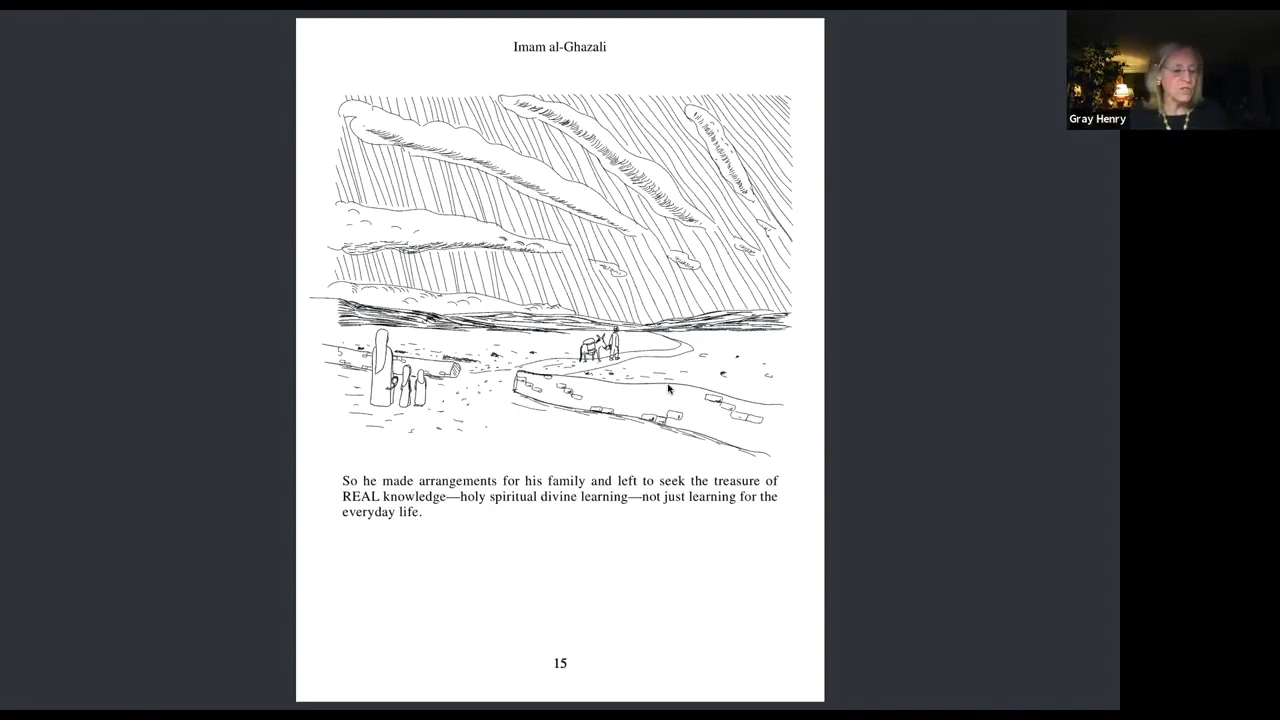 Imam al-Ghazali
Gray Henry
So he made arrangements for his family and left to seek the treasure of
REAL knowledge—holy spiritual divine learning—not just learning for the
everyday life.
15